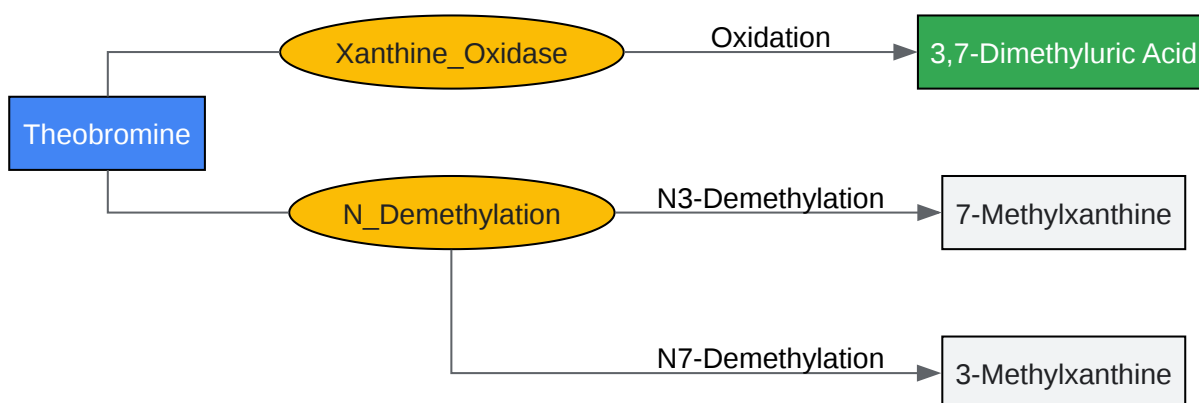 Xanthine_Oxidase
Oxidation
3,7-Dimethyluric Acid
Theobromine
N_Demethylation
N3-Demethylation
7-Methylxanthine
N7-Demethylation
3-Methylxanthine